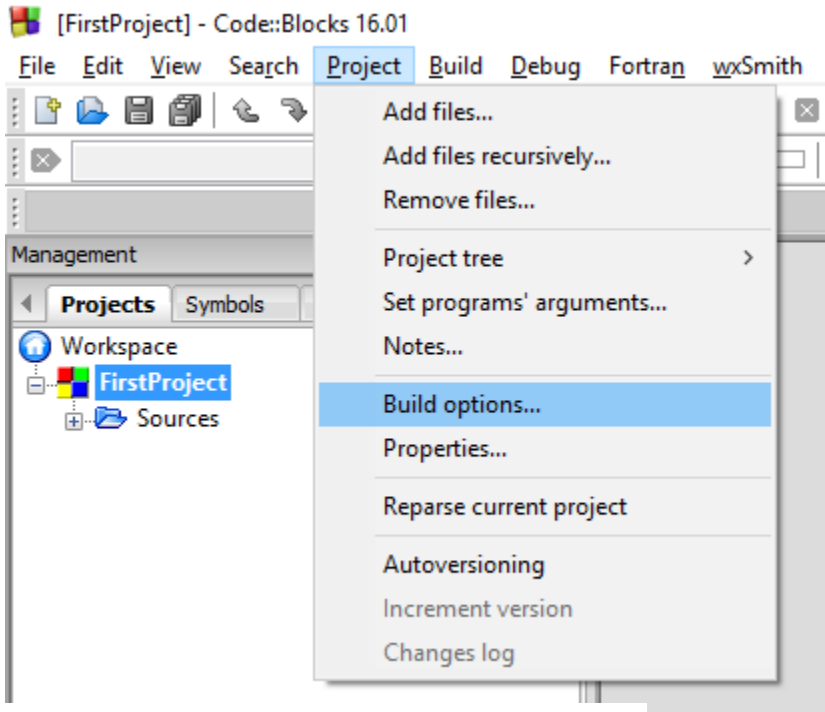 [FirstProject] - Code::Blocks 16.01
File Edit View Search Project Build Debug Fortran wxSmith
Add files...
Add files recursively...
Remove files...
Management
Project tree
Projects Symbols
Set programs' arguments...
Workspace
Notes...
FirstProject
Build options...
Sources
Properties...
Reparse current project
Autoversioning
Increment version
Changes log